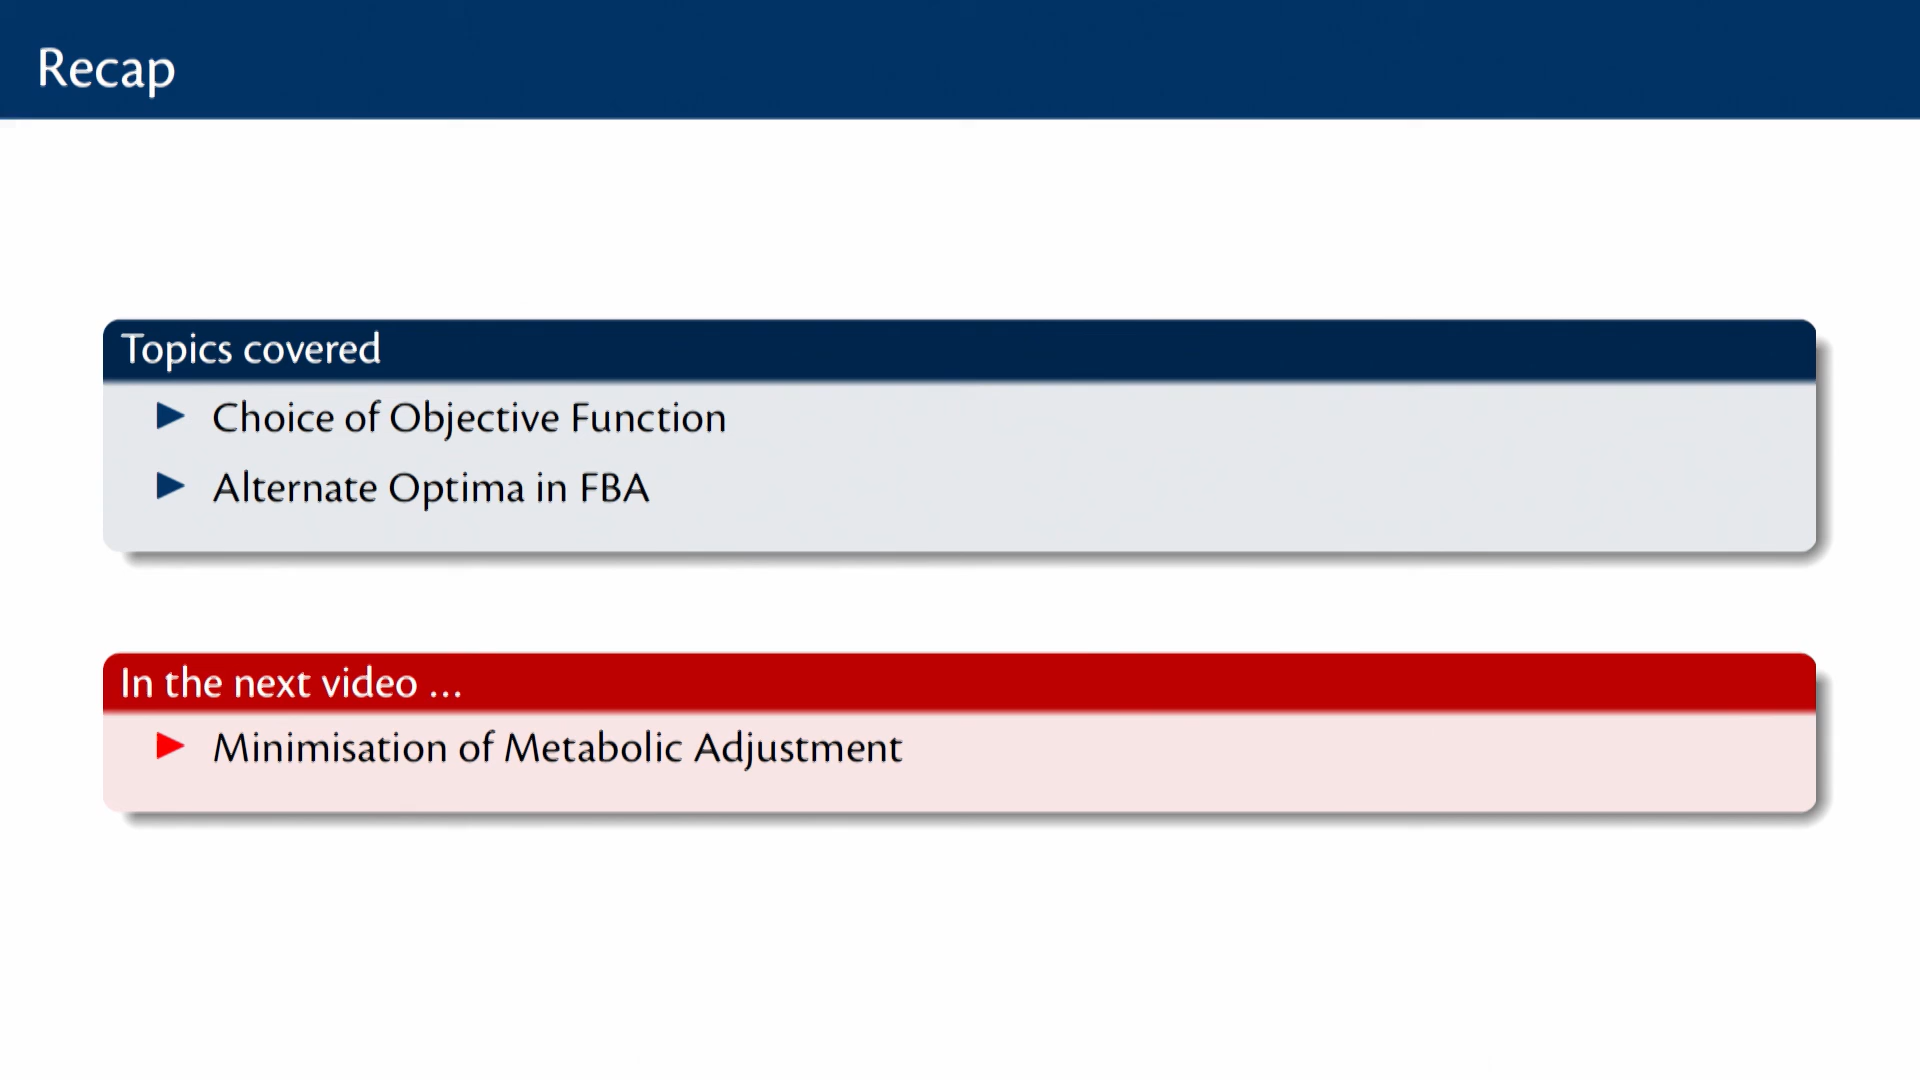 Recap
Topics covered
Choice of Objective Function
Alternate Optima in FBA
In the next video ...
Minimisation of Metabolic Adjustment